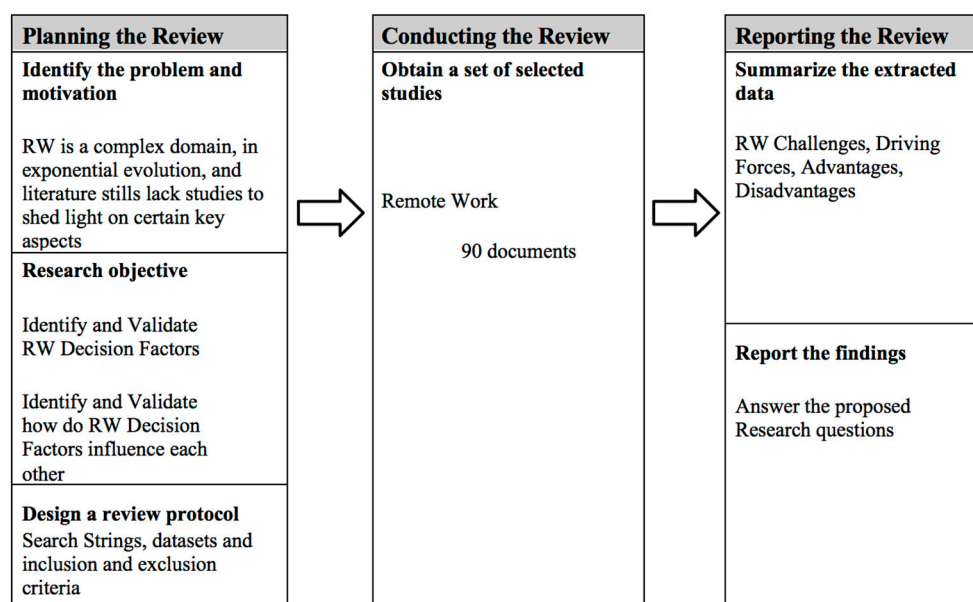 Planning the Review
Identify the problem and
motivation
RW is a complex domain, in
exponential evolution, and
literature stills lack studies to
shed light on certain key
aspects
Research objective
Identify and Validate
RW Decision Factors
Identify and Validate
how do RW Decision
Factors influence each
other
Design a review protocol
Search Strings, datasets and
inclusion and exclusion
criteria
Conducting the Review
Obtain a set of selected
studies
Remote Work
90 documents
Reporting the Review
Summarize the extracted
data
RW Challenges, Driving
Forces, Advantages,
Disadvantages
Report the findings
Answer the proposed
Research questions